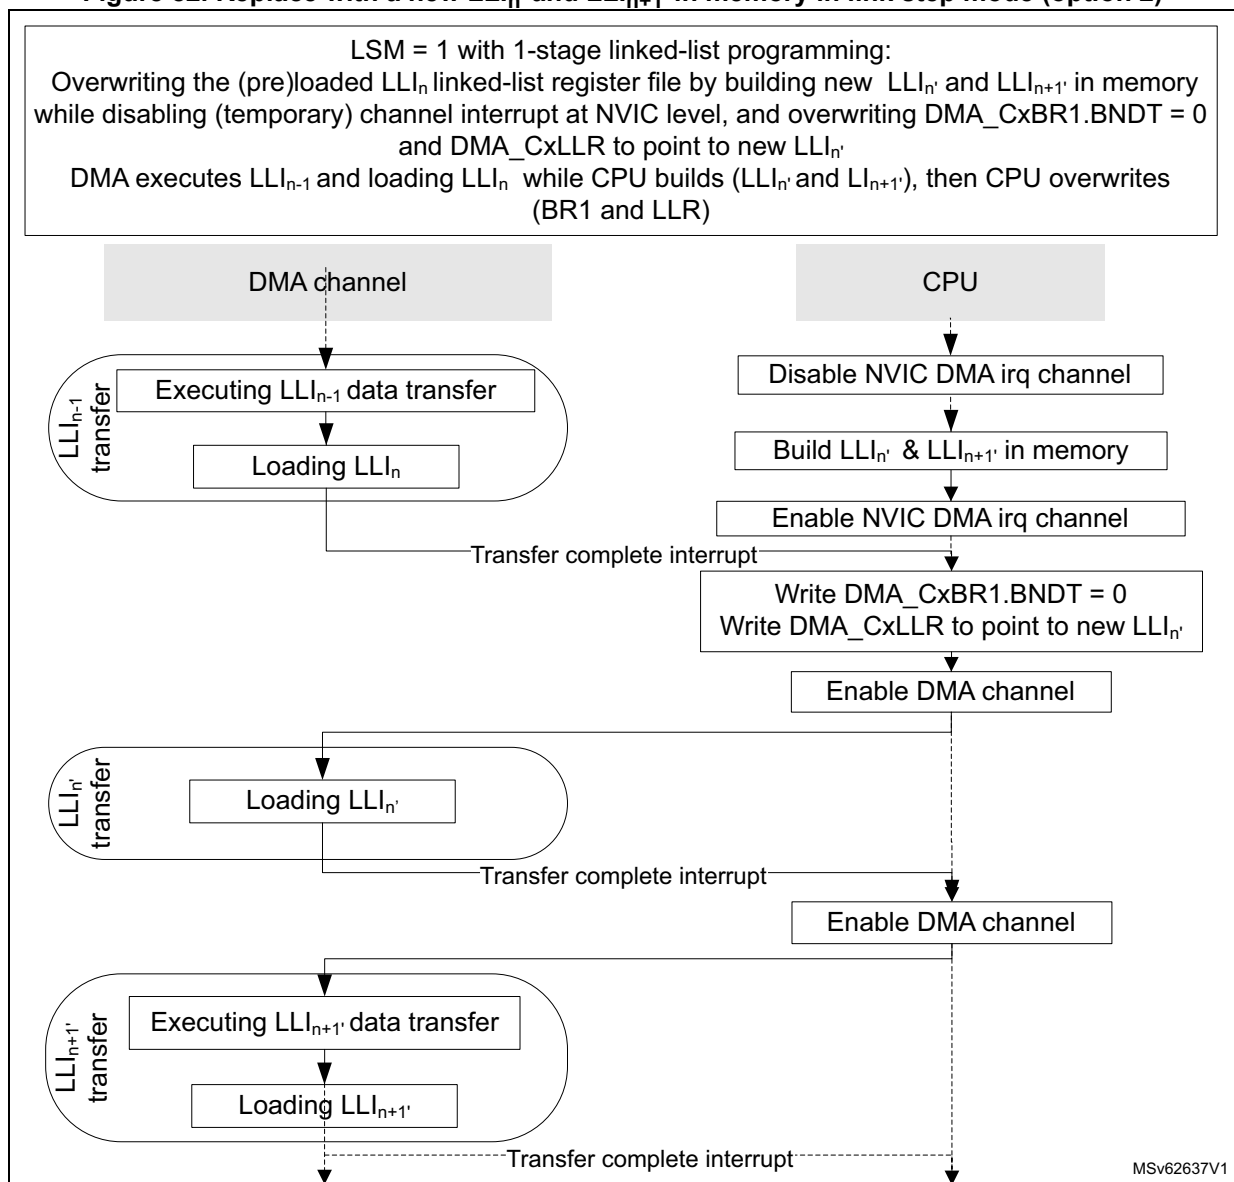 LSM = 1 with 1-stage linked-list programming:
Overwriting the (pre)loaded LLIn linked-list register file by building new LLIn' and LLIn+1' in memory
while disabling (temporary) channel interrupt at NVIC level, and overwriting DMA_CxBR1.BNDT = 0
and DMA_CxLLR to point to new LLIn'
DMA executes LLIn-1 and loading LLIn while CPU builds (LLIn' and LIn+1'), then CPU overwrites
(BR1 and LLR)
DMA channel
CPU
LLIn-1
transfer
Executing LLIn-1 data transfer
Loading LLIn
Disable NVIC DMA irq channel
Build LLIn' & LLIn+1' in memory
Enable NVIC DMA irq channel
Transfer complete interrupt
Write DMA_CxBR1.BNDT = 0
Write DMA_CxLLR to point to new LLIn'
Enable DMA channel
LLIn'
transfer
Loading LLIn'
Transfer complete interrupt
Enable DMA channel
LLIn+1'
transfer
Executing LLIn+1' data transfer
Loading LLIn+1'
Transfer complete interrupt
MSv62637V1